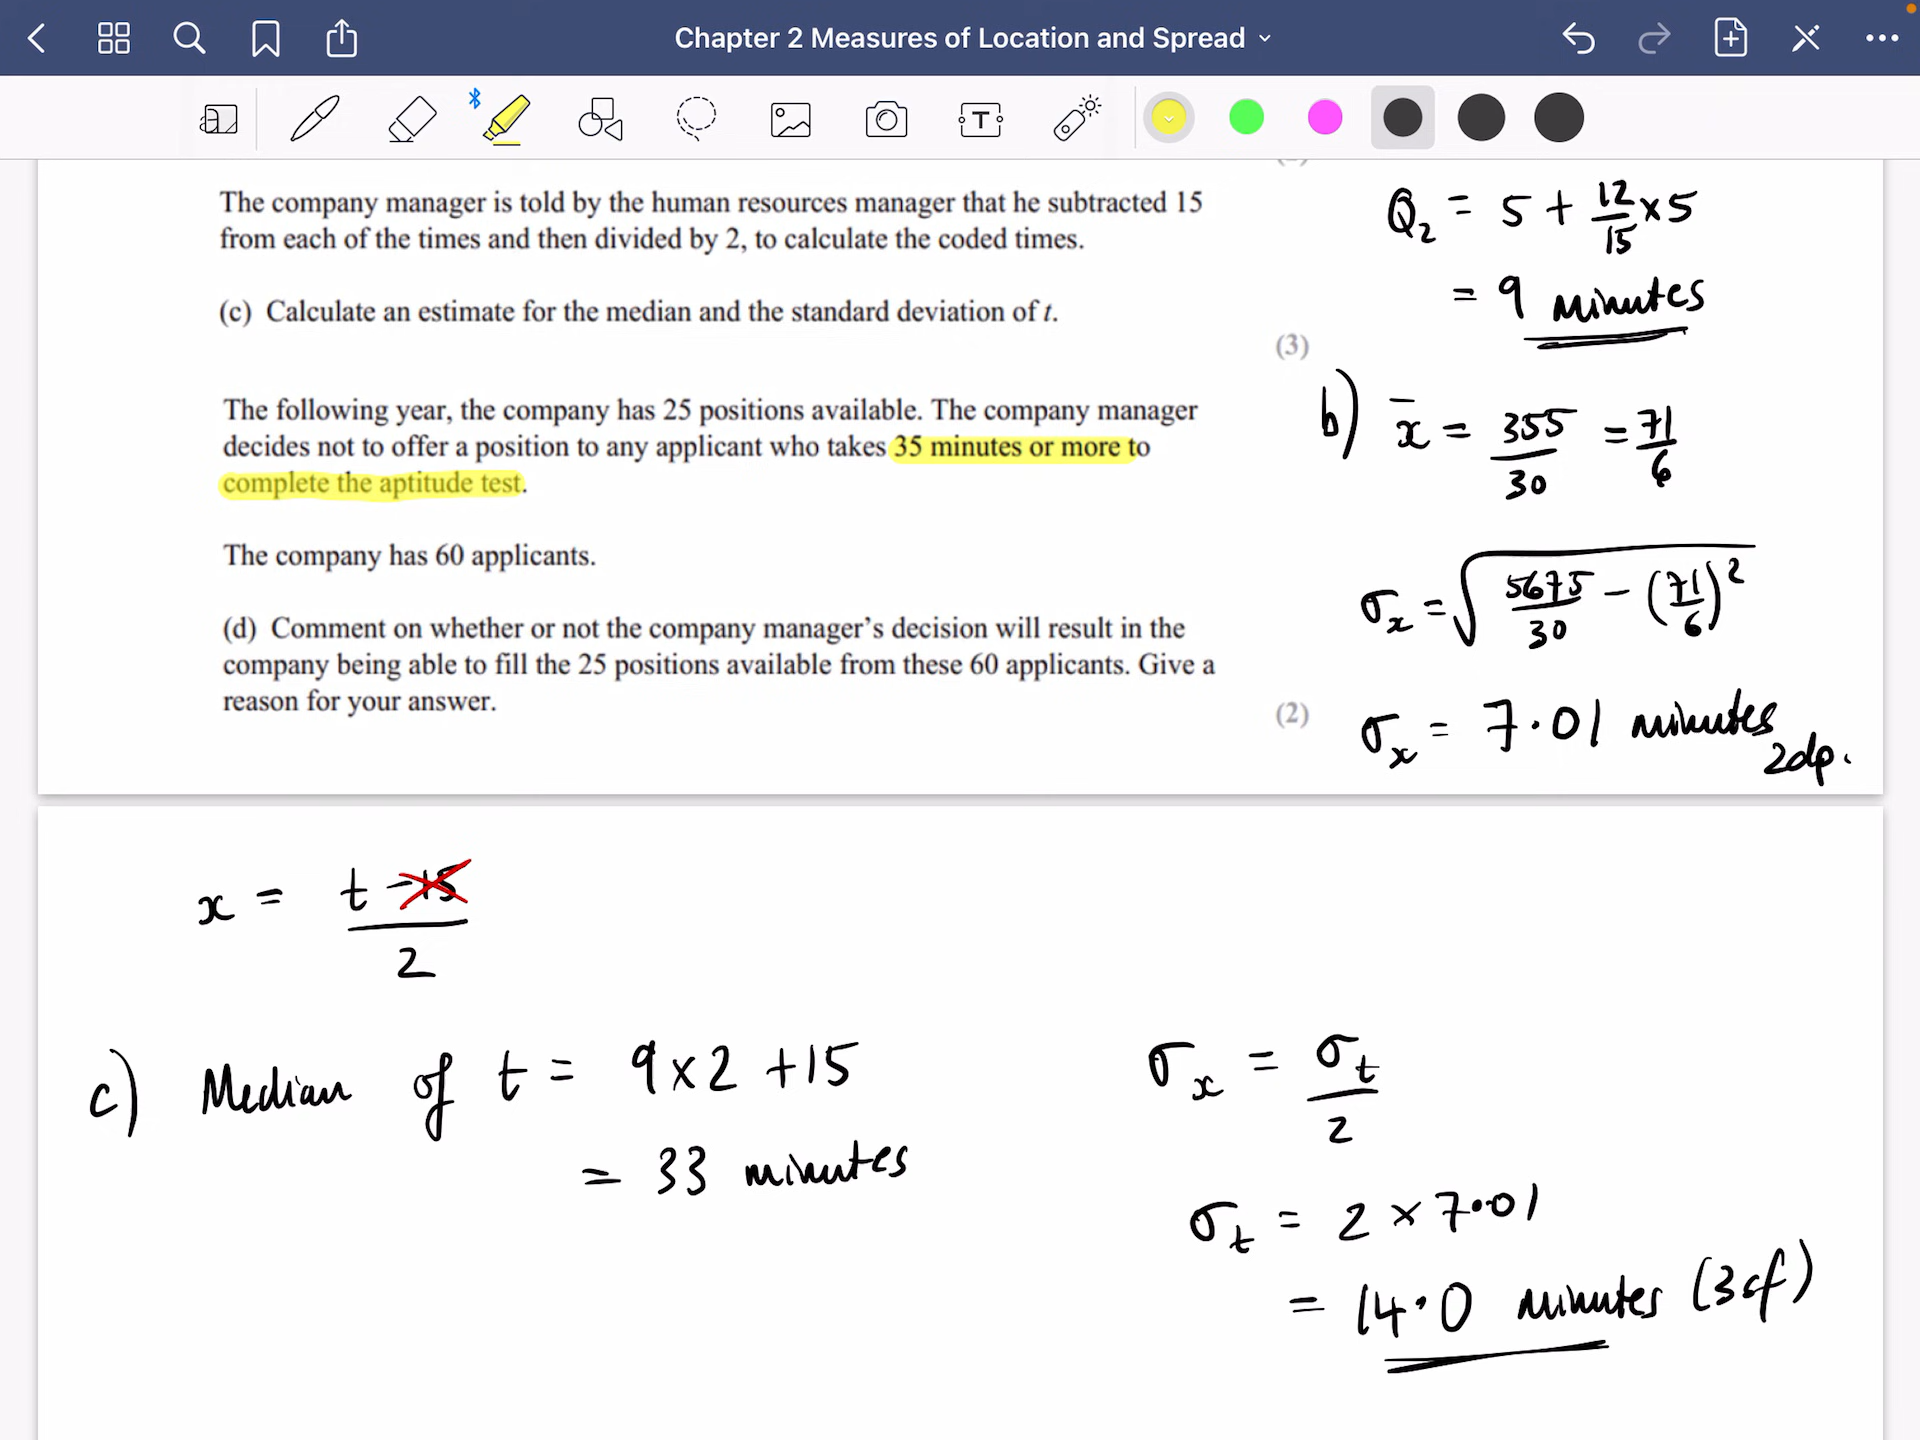 Chapter 2 Measures of Location and Spread
T
The company manager is told by the human resources manager that he subtracted 15
from each of the times and then divided by 2, to calculate the coded times.
(c) Calculate an estimate for the median and the standard deviation of t.
(3)
The following year, the company has 25 positions available. The company manager
decides not to offer a position to any applicant who takes 35 minutes or more to
complete the aptitude test.
The company has 60 applicants.
(d) Comment on whether or not the company manager's decision will result in the
company being able to fill the 25 positions available from these 60 applicants. Give a
reason for your answer.
(2)
Q₂ = 5 + 12/15 × 5
= 9 minutes
b) x̄ = 355/30 = 71/6
σₓ = √(5675/30 − (71/6)²)
σₓ = 7.01 minutes
2dp.
x = t − 15
2
c) Median of t = 9 × 2 + 15
= 33 minutes
σₓ = σₜ/2
σₜ = 2 × 7.01
= 14.0 minutes (3sf)